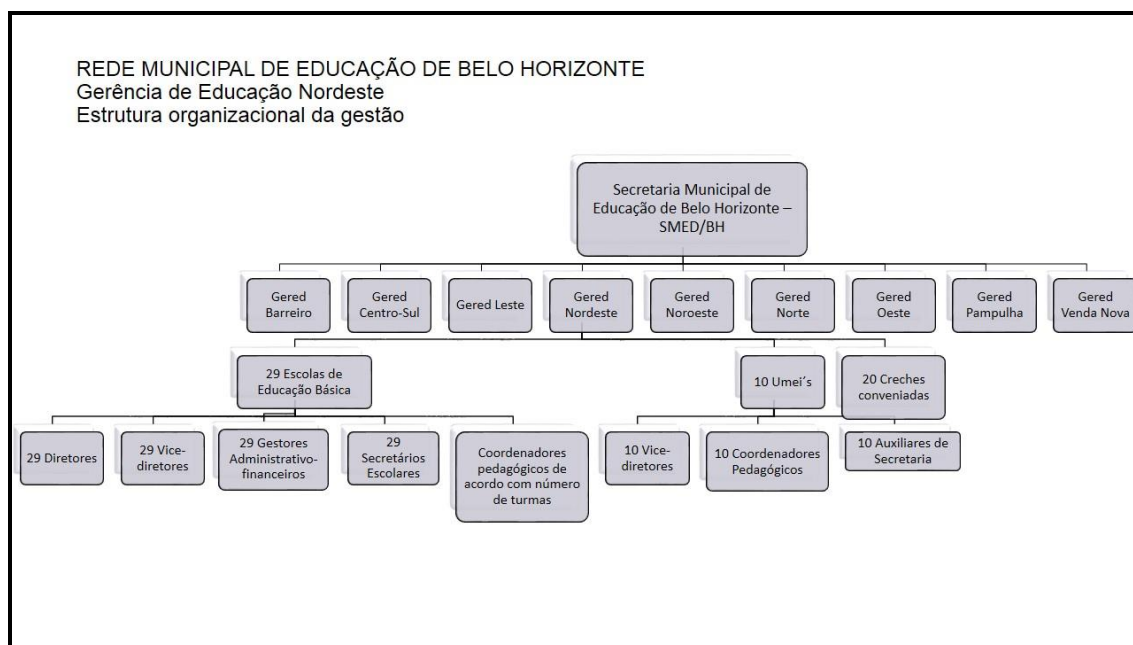 REDE MUNICIPAL DE EDUCAÇÃO DE BELO HORIZONTE
Gerência de Educação Nordeste
Estrutura organizacional da gestão
Secretaria Municipal de
Educação de Belo Horizonte –
SMED/BH
Gered
Barreiro
Gered
Centro-Sul
Gered Leste
Gered
Nordeste
Gered
Noroeste
Gered
Norte
Gered
Oeste
Gered
Pampulha
Gered
Venda Nova
29 Escolas de
Educação Básica
10 Umei´s
20 Creches
conveniadas
29 Diretores
29 Vice-
diretores
29 Gestores
Administrativo-
financeiros
29
Secretários
Escolares
Coordenadores
pedagógicos de
acordo com número
de turmas
10 Vice-
diretores
10 Coordenadores
Pedagógicos
10 Auxiliares de
Secretaria